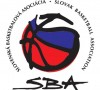 SLOVENSKÁ BASKETBALOVÁ ASOCIÁCIA • SLOVAK BASKETBALL ASSOCIATION
SBA